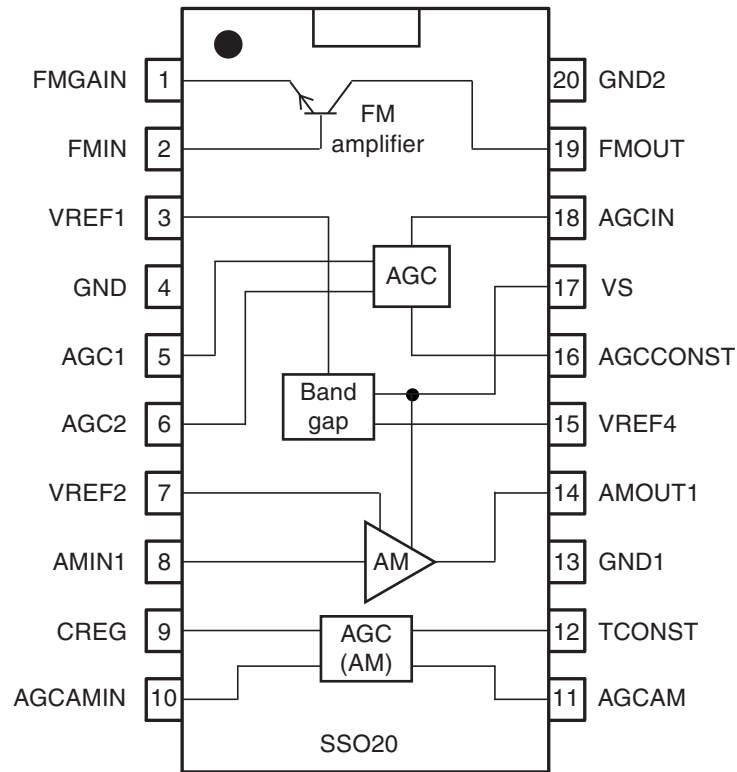 FMGAIN 1
20 GND2
FM
amplifier
FMIN 2
19 FMOUT
VREF1 3
18 AGCIN
AGC
GND 4
17 VS
AGC1 5
16 AGCCONST
Band
gap
AGC2 6
15 VREF4
VREF2 7
14 AMOUT1
AMIN1 8
AM
13 GND1
CREG 9
AGC
(AM)
12 TCONST
AGCAMIN 10
11 AGCAM
SSO20